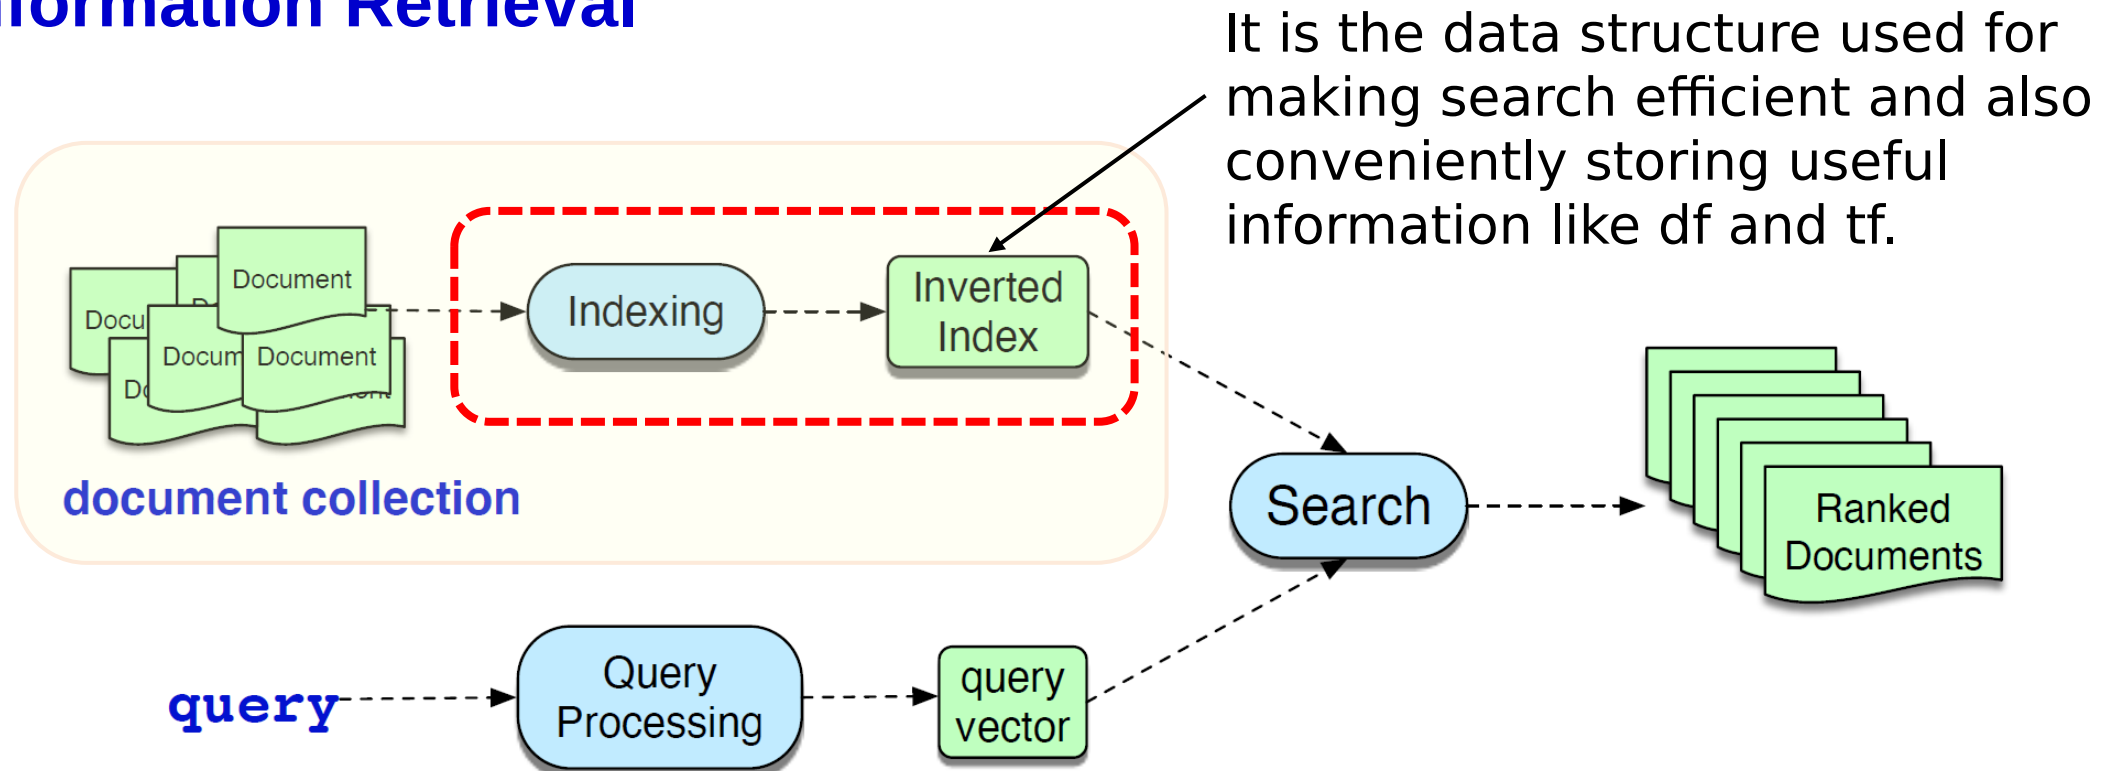 nformation Retrieval
It is the data structure used for
making search efficient and also
conveniently storing useful
information like df and tf.
Document
Docu
Docum
Document
Indexing
Inverted
Index
document collection
Search
Ranked
Documents
query
Query
Processing
query
vector